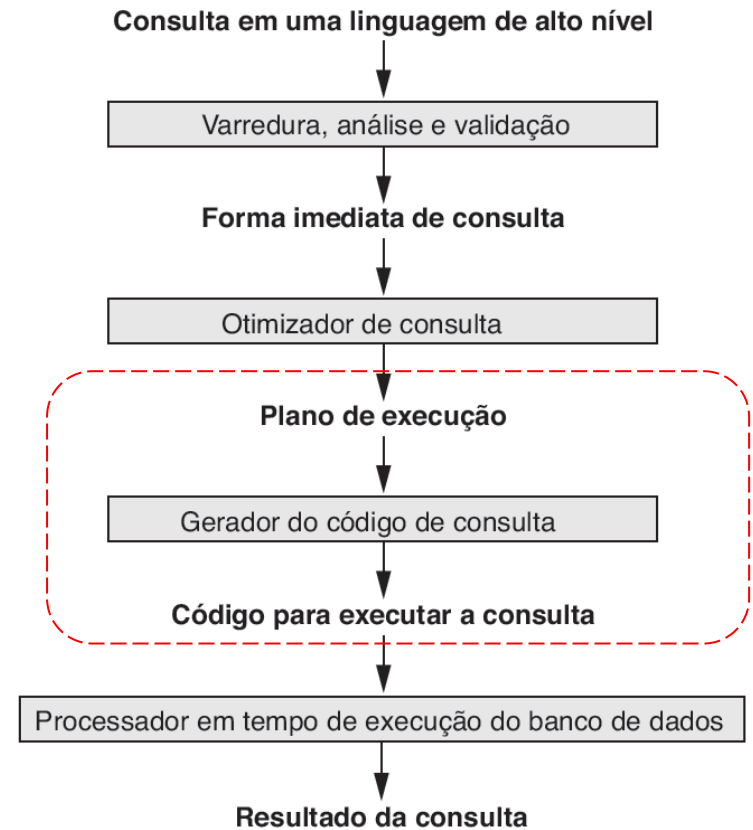 Consulta em uma linguagem de alto nível
Varredura, análise e validação
Forma imediata de consulta
Otimizador de consulta
Plano de execução
Gerador do código de consulta
Código para executar a consulta
Processador em tempo de execução do banco de dados
Resultado da consulta